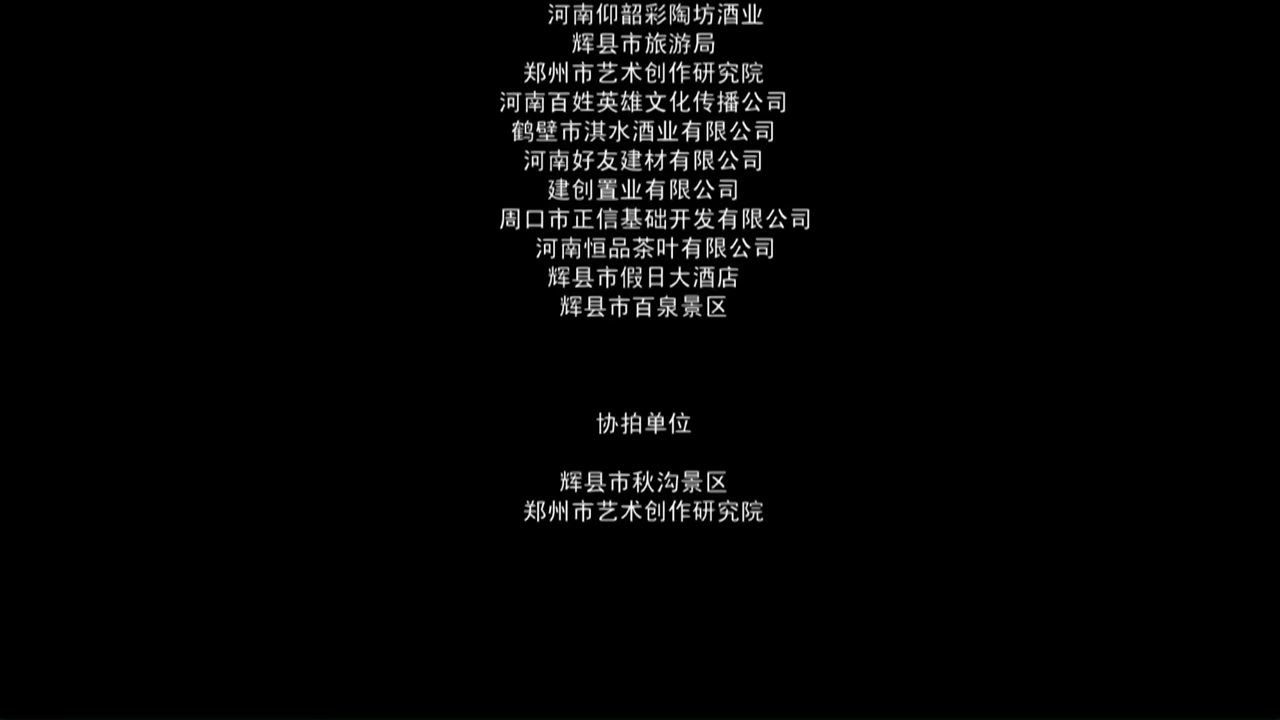 河南仰韶彩陶坊酒业
辉县市旅游局
郑州市艺术创作研究院
河南百姓英雄文化传播公司
鹤壁市淇水酒业有限公司
河南好友建材有限公司
建创置业有限公司
周口市正信基础开发有限公司
河南恒品茶叶有限公司
辉县市假日大酒店
辉县市百泉景区
协拍单位
辉县市秋沟景区
郑州市艺术创作研究院